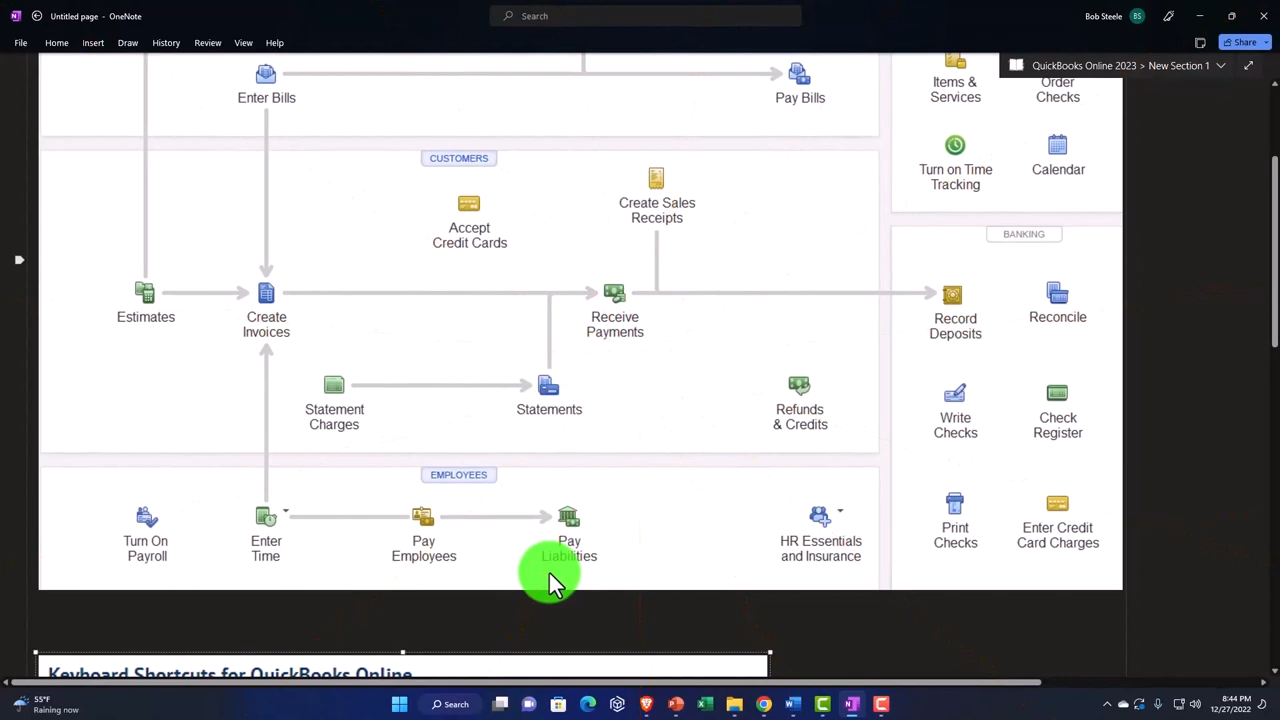 Untitled page - OneNote
Search
Bob Steele
BS
File
Home
Insert
Draw
History
Review
View
Help
Share
QuickBooks Online 2023 > New Section 1
Enter Bills
Pay Bills
Items &
Services
Order
Checks
Turn on Time
Tracking
Calendar
CUSTOMERS
Accept
Credit Cards
Create Sales
Receipts
BANKING
Estimates
Create
Invoices
Receive
Payments
Record
Deposits
Reconcile
Statement
Charges
Statements
Refunds
& Credits
Write
Checks
Check
Register
EMPLOYEES
Turn On
Payroll
Enter
Time
Pay
Employees
Pay
Liabilities
HR Essentials
and Insurance
Print
Checks
Enter Credit
Card Charges
Keyboard Shortcuts for QuickBooks Online
55°F
Raining now
Search
8:44 PM
12/27/2022